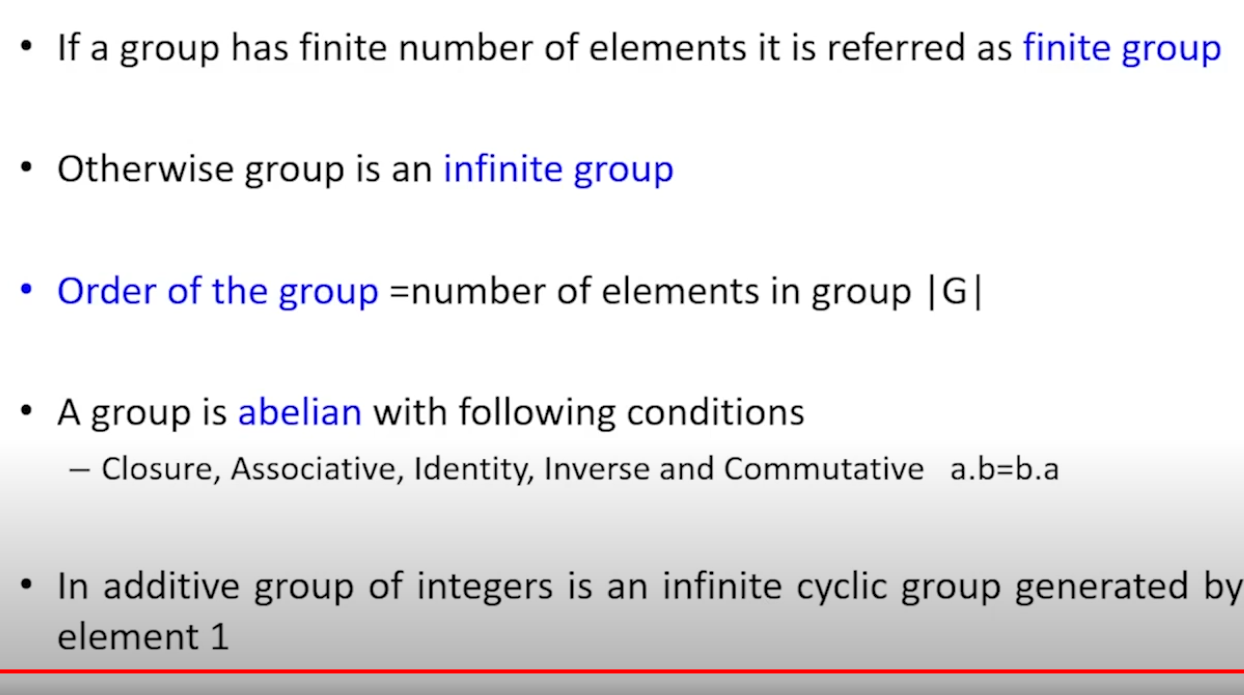 • If a group has finite number of elements it is referred as finite group
• Otherwise group is an infinite group
• Order of the group =number of elements in group |G|
• A group is abelian with following conditions
– Closure, Associative, Identity, Inverse and Commutative a.b=b.a
• In additive group of integers is an infinite cyclic group generated by
element 1